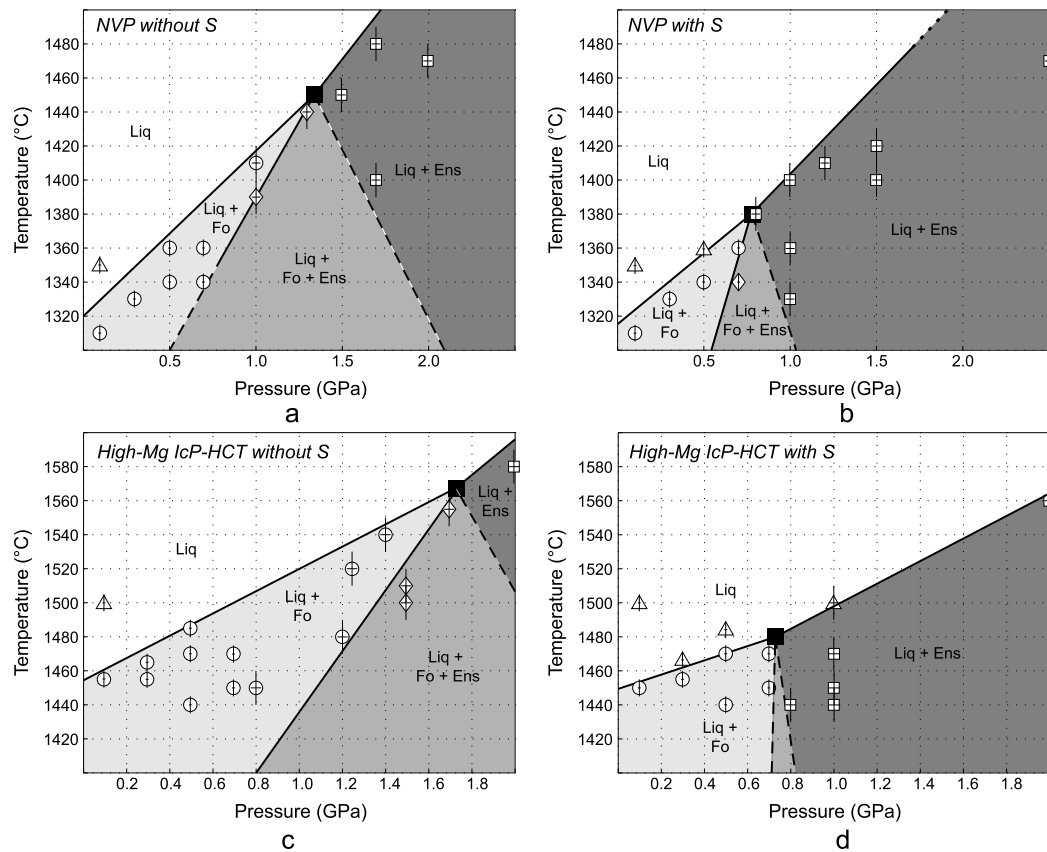 NVP without S
Temperature (°C)
1480
1460
1440
1420
1400
1380
1360
1340
1320
Liq
Liq +
Fo
Liq +
Fo + Ens
Liq + Ens
0.5
1.0
1.5
2.0
Pressure (GPa)
a
NVP with S
Temperature (°C)
1480
1460
1440
1420
1400
1380
1360
1340
1320
Liq
Liq +
Fo
Liq +
Fo + Ens
Liq + Ens
0.5
1.0
1.5
2.0
Pressure (GPa)
b
High-Mg IcP-HCT without S
Temperature (°C)
1580
1560
1540
1520
1500
1480
1460
1440
1420
Liq
Liq +
Fo
Liq +
Ens
Liq +
Fo + Ens
0.2
0.4
0.6
0.8
1.0
1.2
1.4
1.6
1.8
Pressure (GPa)
c
High-Mg IcP-HCT with S
Temperature (°C)
1580
1560
1540
1520
1500
1480
1460
1440
1420
Liq
Liq + Ens
Liq +
Fo
0.2
0.4
0.6
0.8
1.0
1.2
1.4
1.6
1.8
Pressure (GPa)
d